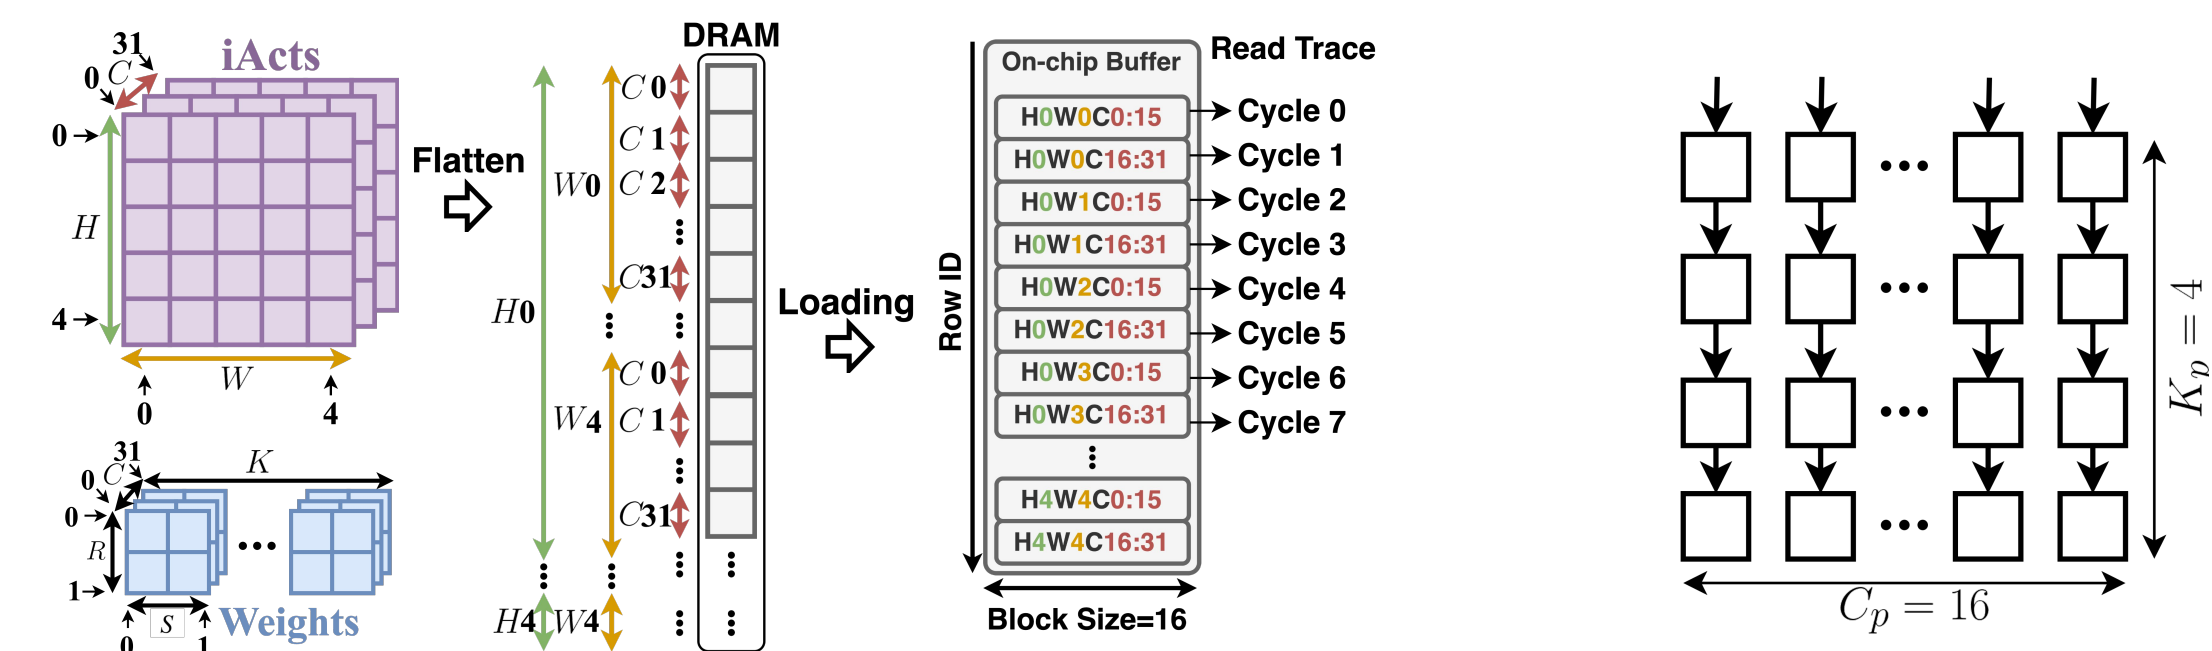 iActs
31
0
C
0
H
4
W
0
4
31
0
C
K
0
R
1
S
0
1
Weights
Flatten
DRAM
H0
W0
C 0
C 1
C 2
C31
W4
C 0
C 1
C31
H4
W4
Loading
Row ID
On-chip Buffer
H0W0C0:15
H0W0C16:31
H0W1C0:15
H0W1C16:31
H0W2C0:15
H0W2C16:31
H0W3C0:15
H0W3C16:31
H4W4C0:15
H4W4C16:31
Block Size=16
Read Trace
Cycle 0
Cycle 1
Cycle 2
Cycle 3
Cycle 4
Cycle 5
Cycle 6
Cycle 7
Kₚ = 4
Cₚ = 16